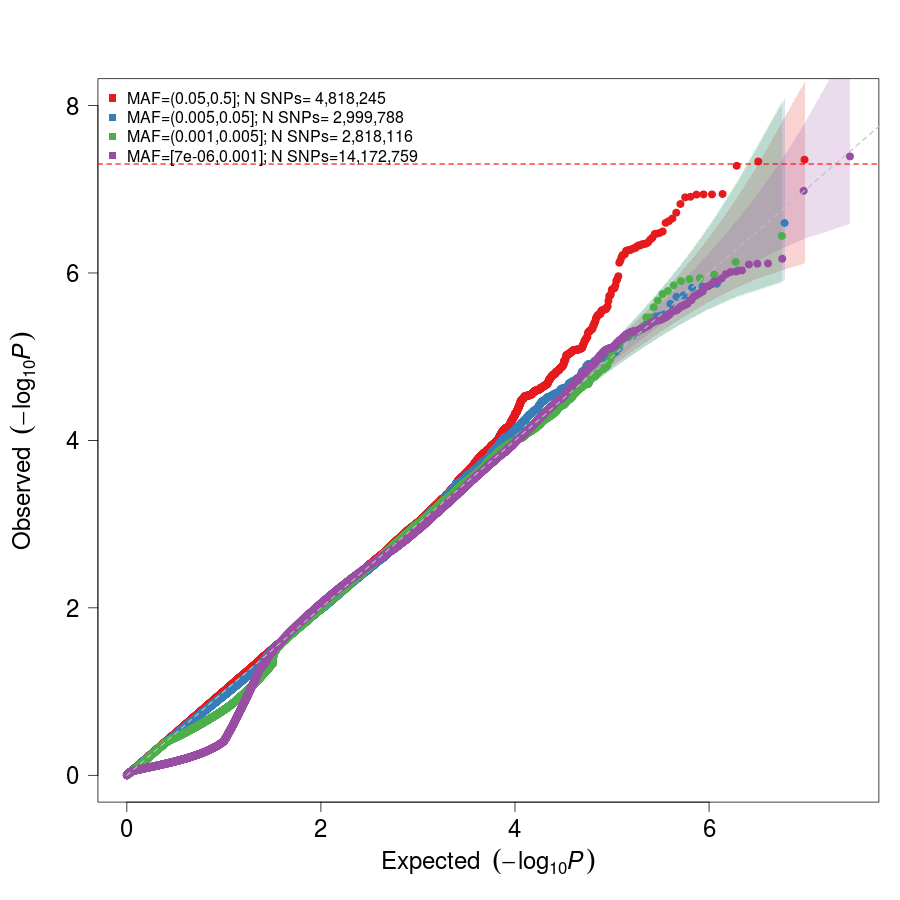 MAF=(0.05,0.5]; N SNPs= 4,818,245
MAF=(0.005,0.05]; N SNPs= 2,999,788
MAF=(0.001,0.005]; N SNPs= 2,818,116
MAF=[7e-06,0.001]; N SNPs=14,172,759
8
6
4
2
0
Observed (−log₁₀P)
0 2 4 6
Expected (−log₁₀P)